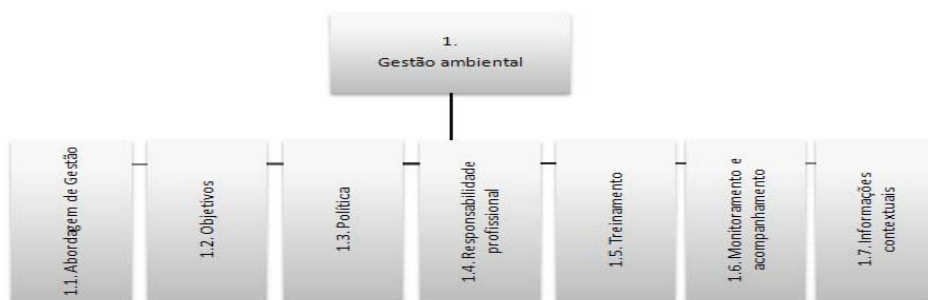 1.
Gestão ambiental
1.1. Abordagem de Gestão
1.2. Objetivos
1.3. Política
1.4. Responsabilidade
profissional
1.5. Treinamento
1.6. Monitoramento e
acompanhamento
1.7. Informações
contextuais